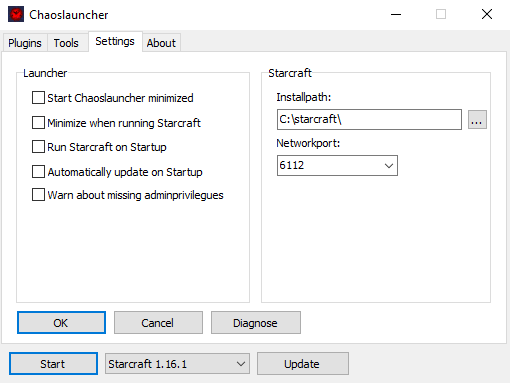 Chaoslauncher
Plugins Tools Settings About
Launcher
Start Chaoslauncher minimized
Minimize when running Starcraft
Run Starcraft on Startup
Automatically update on Startup
Warn about missing adminprivilegues
Starcraft
Installpath:
C:\starcraft\ ...
Networkport:
6112
OK Cancel Diagnose
Start Starcraft 1.16.1 Update